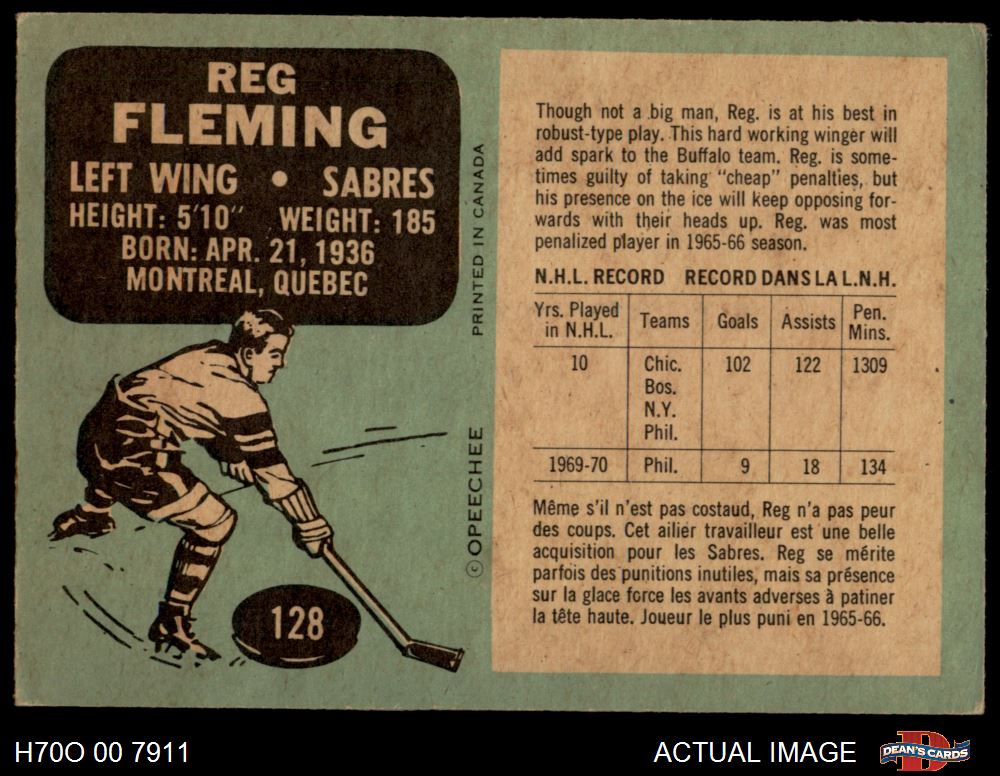 REG
FLEMING
LEFT WING • SABRES
HEIGHT: 5'10" WEIGHT: 185
BORN: APR. 21, 1936
MONTREAL, QUEBEC
128
PRINTED IN CANADA
© OPEECHEE
Though not a big man, Reg. is at his best in
robust-type play. This hard working winger will
add spark to the Buffalo team. Reg. is some-
times guilty of taking "cheap" penalties, but
his presence on the ice will keep opposing for-
wards with their heads up. Reg. was most
penalized player in 1965-66 season.
N.H.L. RECORD RECORD DANS LA L.N.H.
Yrs. Played in N.H.L. Teams Goals Assists Pen. Mins.
10 Chic. 102 122 1309
Bos.
N.Y.
Phil.
1969-70 Phil. 9 18 134
Même s'il n'est pas costaud, Reg n'a pas peur
des coups. Cet ailier travailleur est une belle
acquisition pour les Sabres. Reg se mérite
parfois des punitions inutiles, mais sa présence
sur la glace force les avants adverses à patiner
la tête haute. Joueur le plus puni en 1965-66.
H70O 00 7911
ACTUAL IMAGE
DEAN'S CARDS